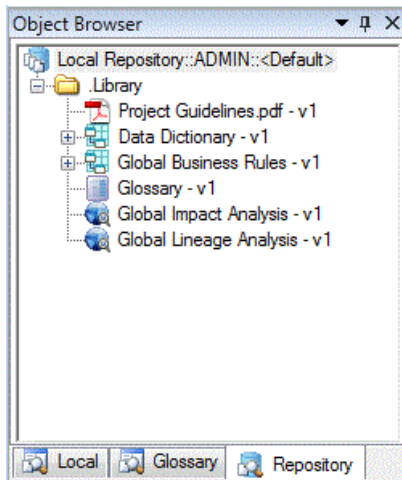 Object Browser
Local Repository::ADMIN::<Default>
.Library
Project Guidelines.pdf - v1
Data Dictionary - v1
Global Business Rules - v1
Glossary - v1
Global Impact Analysis - v1
Global Lineage Analysis - v1
Local Glossary Repository